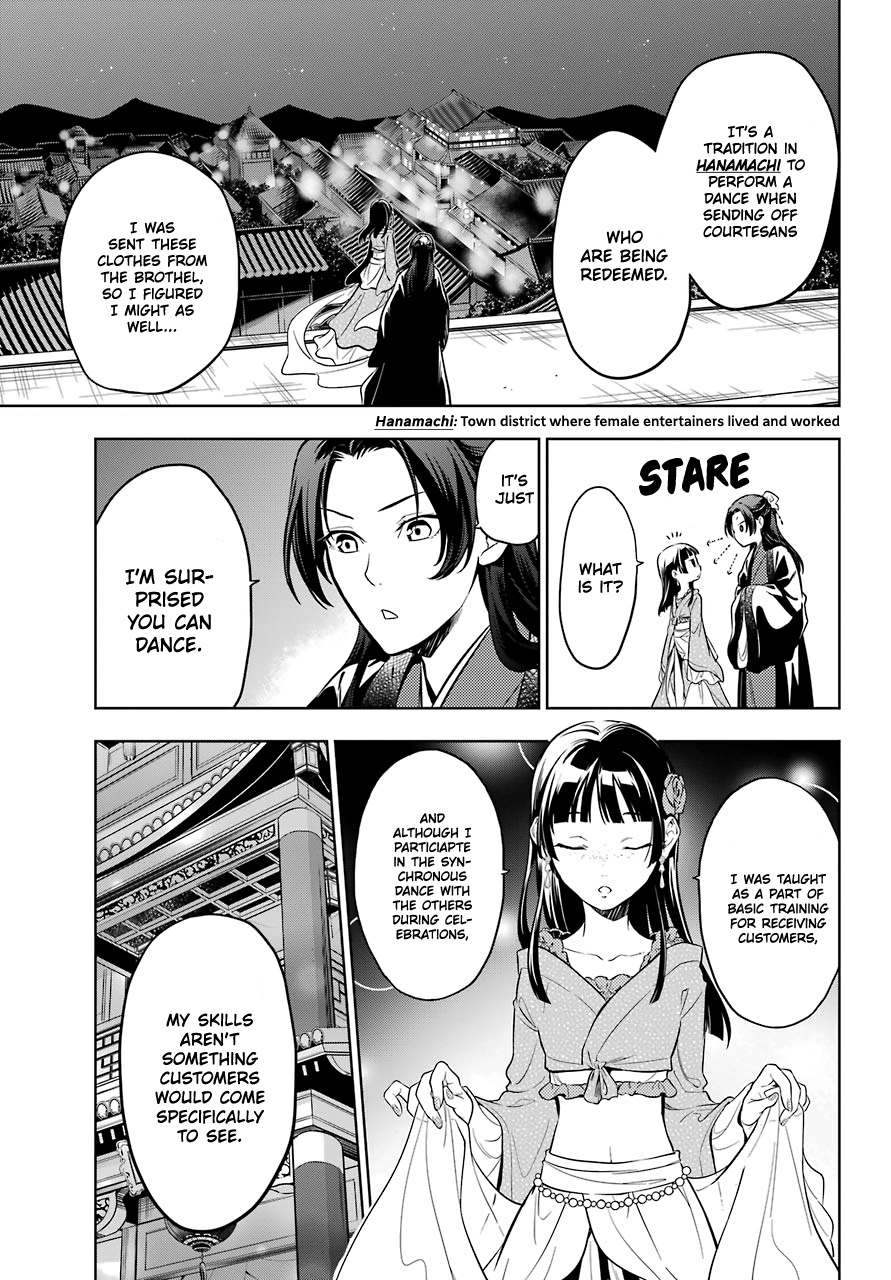 IT'S A
TRADITION IN
HANAMACHI TO
PERFORM A
DANCE WHEN
SENDING OFF
COURTESANS
WHO
ARE BEING
REDEEMED.
I WAS
SENT THESE
CLOTHES FROM
THE BROTHEL,
SO I FIGURED
I MIGHT AS
WELL...
Hanamachi: Town district where female entertainers lived and worked
STARE
WHAT
IS IT?
IT'S
JUST
I'M SUR-
PRISED
YOU CAN
DANCE.
I WAS TAUGHT
AS A PART OF
BASIC TRAINING
FOR RECEIVING
CUSTOMERS,
AND
ALTHOUGH I
PARTICIAPTE
IN THE SYN-
CHRONOUS
DANCE WITH
THE OTHERS
DURING CEL-
EBRATIONS,
MY SKILLS
AREN'T
SOMETHING
CUSTOMERS
WOULD COME
SPECIFICALLY
TO SEE.